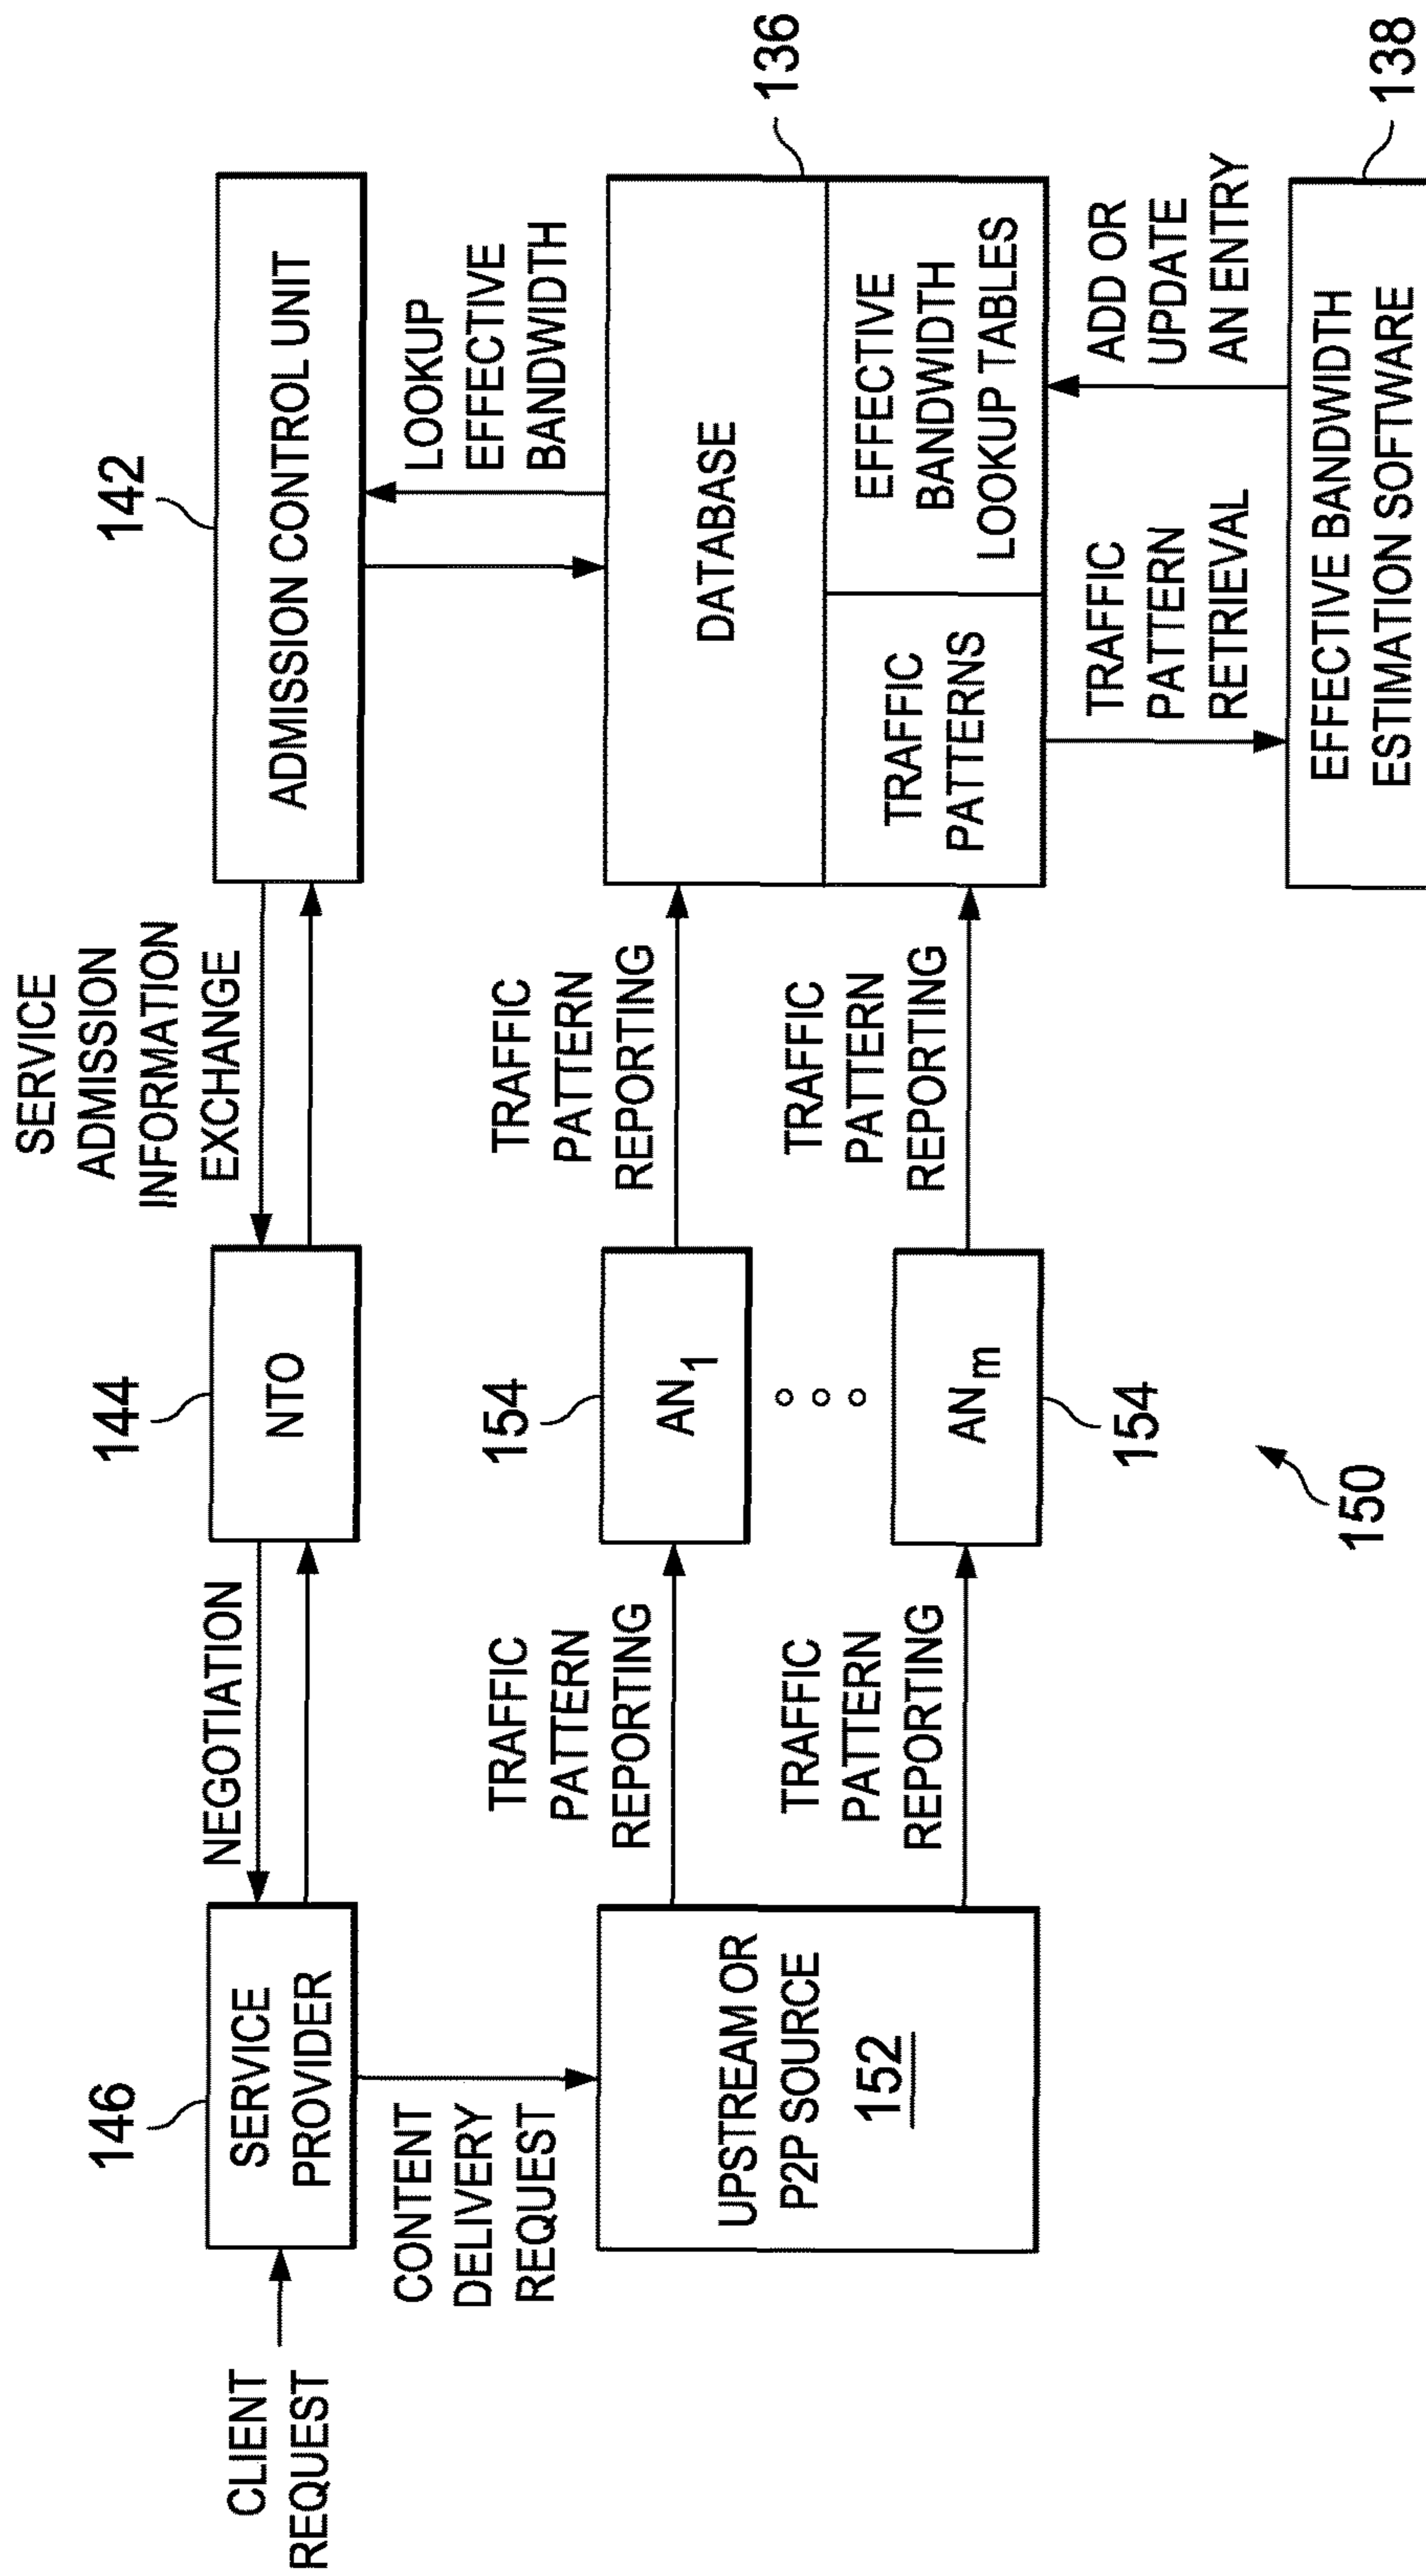 CLIENT
REQUEST
146
SERVICE
PROVIDER
NEGOTIATION
144
NTO
SERVICE
ADMISSION
INFORMATION
EXCHANGE
142
ADMISSION CONTROL UNIT
CONTENT
DELIVERY
REQUEST
LOOKUP
EFFECTIVE
BANDWIDTH
UPSTREAM OR
P2P SOURCE
152
TRAFFIC
PATTERN
REPORTING
154
AN1
TRAFFIC
PATTERN
REPORTING
DATABASE
136
TRAFFIC
PATTERN
REPORTING
ANm
154
TRAFFIC
PATTERN
REPORTING
TRAFFIC
PATTERNS
EFFECTIVE
BANDWIDTH
LOOKUP TABLES
TRAFFIC
PATTERN
RETRIEVAL
ADD OR
UPDATE
AN ENTRY
150
EFFECTIVE BANDWIDTH
ESTIMATION SOFTWARE
138